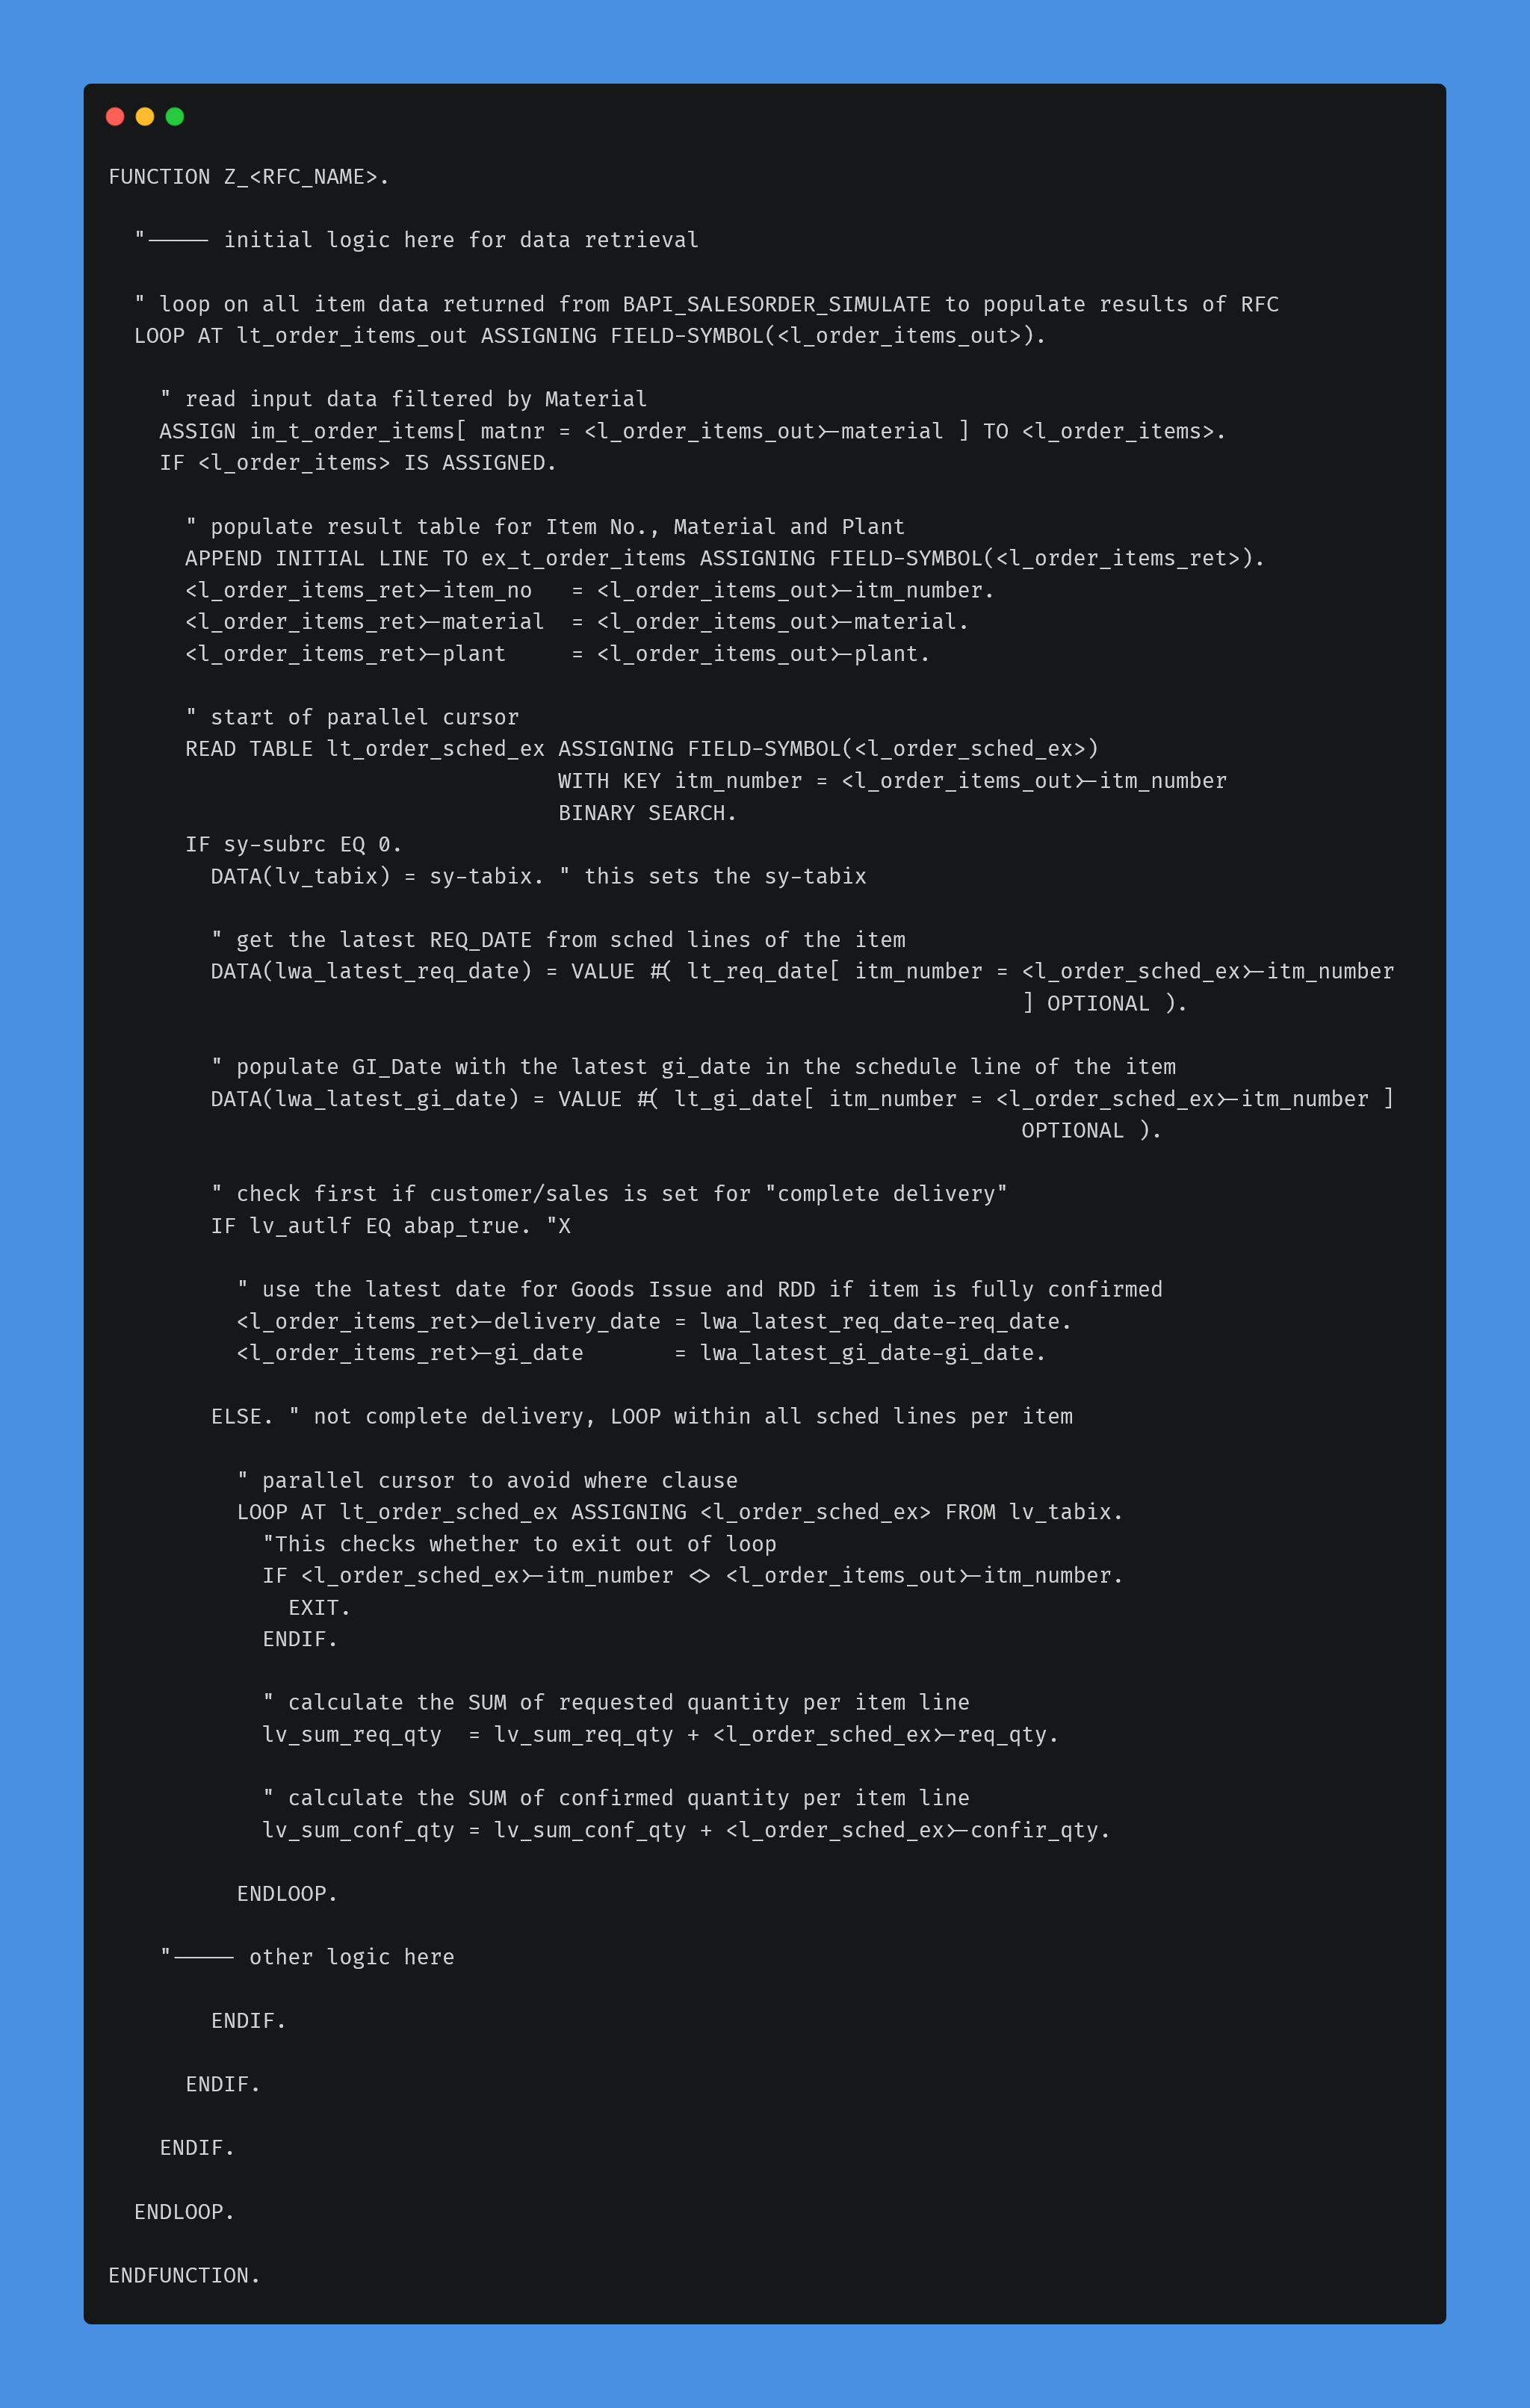 FUNCTION Z_<RFC_NAME>.
"----- initial logic here for data retrieval
" loop on all item data returned from BAPI_SALESORDER_SIMULATE to populate results of RFC
LOOP AT lt_order_items_out ASSIGNING FIELD-SYMBOL(<l_order_items_out>).
" read input data filtered by Material
ASSIGN im_t_order_items[ matnr = <l_order_items_out>-material ] TO <l_order_items>.
IF <l_order_items> IS ASSIGNED.
" populate result table for Item No., Material and Plant
APPEND INITIAL LINE TO ex_t_order_items ASSIGNING FIELD-SYMBOL(<l_order_items_ret>).
<l_order_items_ret>-item_no   = <l_order_items_out>-itm_number.
<l_order_items_ret>-material  = <l_order_items_out>-material.
<l_order_items_ret>-plant     = <l_order_items_out>-plant.
" start of parallel cursor
READ TABLE lt_order_sched_ex ASSIGNING FIELD-SYMBOL(<l_order_sched_ex>)
WITH KEY itm_number = <l_order_items_out>-itm_number
BINARY SEARCH.
IF sy-subrc EQ 0.
DATA(lv_tabix) = sy-tabix. " this sets the sy-tabix
" get the latest REQ_DATE from sched lines of the item
DATA(lwa_latest_req_date) = VALUE #( lt_req_date[ itm_number = <l_order_sched_ex>-itm_number
] OPTIONAL ).
" populate GI_Date with the latest gi_date in the schedule line of the item
DATA(lwa_latest_gi_date) = VALUE #( lt_gi_date[ itm_number = <l_order_sched_ex>-itm_number ]
OPTIONAL ).
" check first if customer/sales is set for "complete delivery"
IF lv_autlf EQ abap_true. "X
" use the latest date for Goods Issue and RDD if item is fully confirmed
<l_order_items_ret>-delivery_date = lwa_latest_req_date-req_date.
<l_order_items_ret>-gi_date       = lwa_latest_gi_date-gi_date.
ELSE. " not complete delivery, LOOP within all sched lines per item
" parallel cursor to avoid where clause
LOOP AT lt_order_sched_ex ASSIGNING <l_order_sched_ex> FROM lv_tabix.
"This checks whether to exit out of loop
IF <l_order_sched_ex>-itm_number <> <l_order_items_out>-itm_number.
EXIT.
ENDIF.
" calculate the SUM of requested quantity per item line
lv_sum_req_qty  = lv_sum_req_qty + <l_order_sched_ex>-req_qty.
" calculate the SUM of confirmed quantity per item line
lv_sum_conf_qty = lv_sum_conf_qty + <l_order_sched_ex>-confir_qty.
ENDLOOP.
"----- other logic here
ENDIF.
ENDIF.
ENDIF.
ENDLOOP.
ENDFUNCTION.